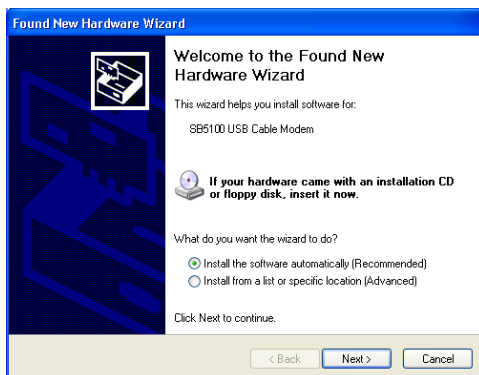 Found New Hardware Wizard
Welcome to the Found New
Hardware Wizard
This wizard helps you install software for:
SB5100 USB Cable Modem
If your hardware came with an installation CD
or floppy disk, insert it now.
What do you want the wizard to do?
Install the software automatically (Recommended)
Install from a list or specific location (Advanced)
Click Next to continue.
< Back
Next >
Cancel